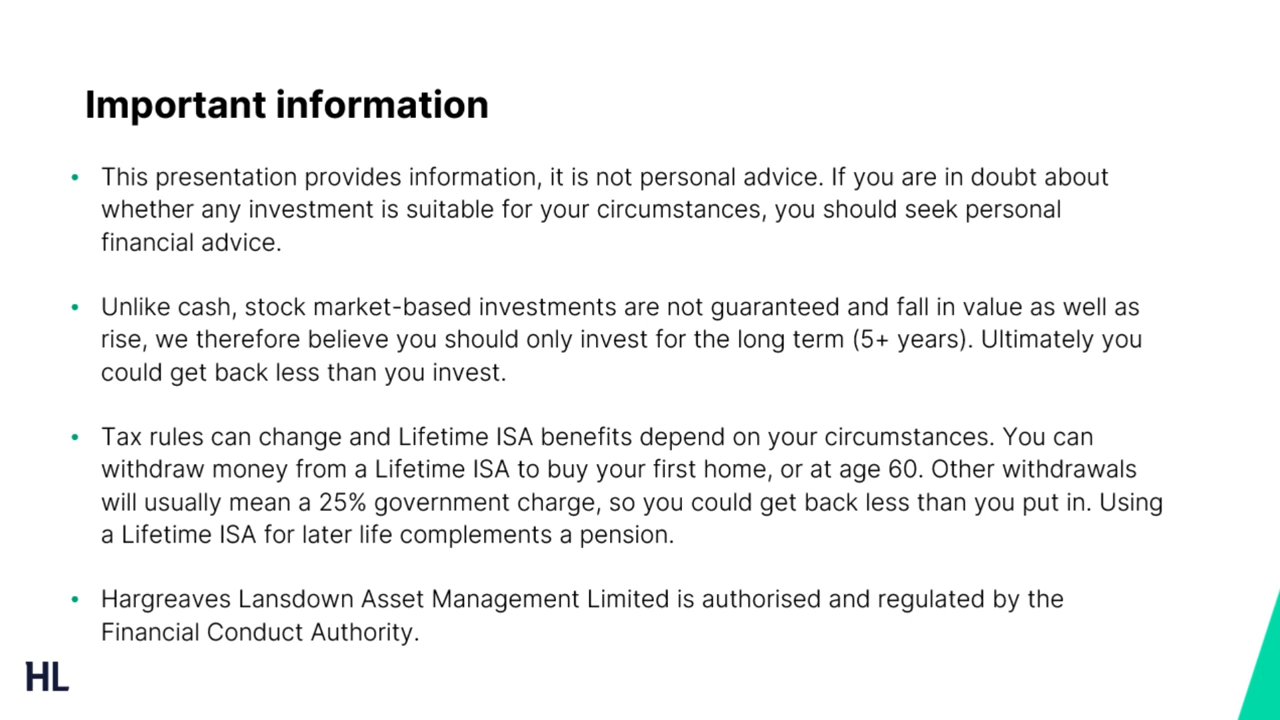 Important information
• This presentation provides information, it is not personal advice. If you are in doubt about
whether any investment is suitable for your circumstances, you should seek personal
financial advice.
• Unlike cash, stock market-based investments are not guaranteed and fall in value as well as
rise, we therefore believe you should only invest for the long term (5+ years). Ultimately you
could get back less than you invest.
• Tax rules can change and Lifetime ISA benefits depend on your circumstances. You can
withdraw money from a Lifetime ISA to buy your first home, or at age 60. Other withdrawals
will usually mean a 25% government charge, so you could get back less than you put in. Using
a Lifetime ISA for later life complements a pension.
• Hargreaves Lansdown Asset Management Limited is authorised and regulated by the
Financial Conduct Authority.
HL